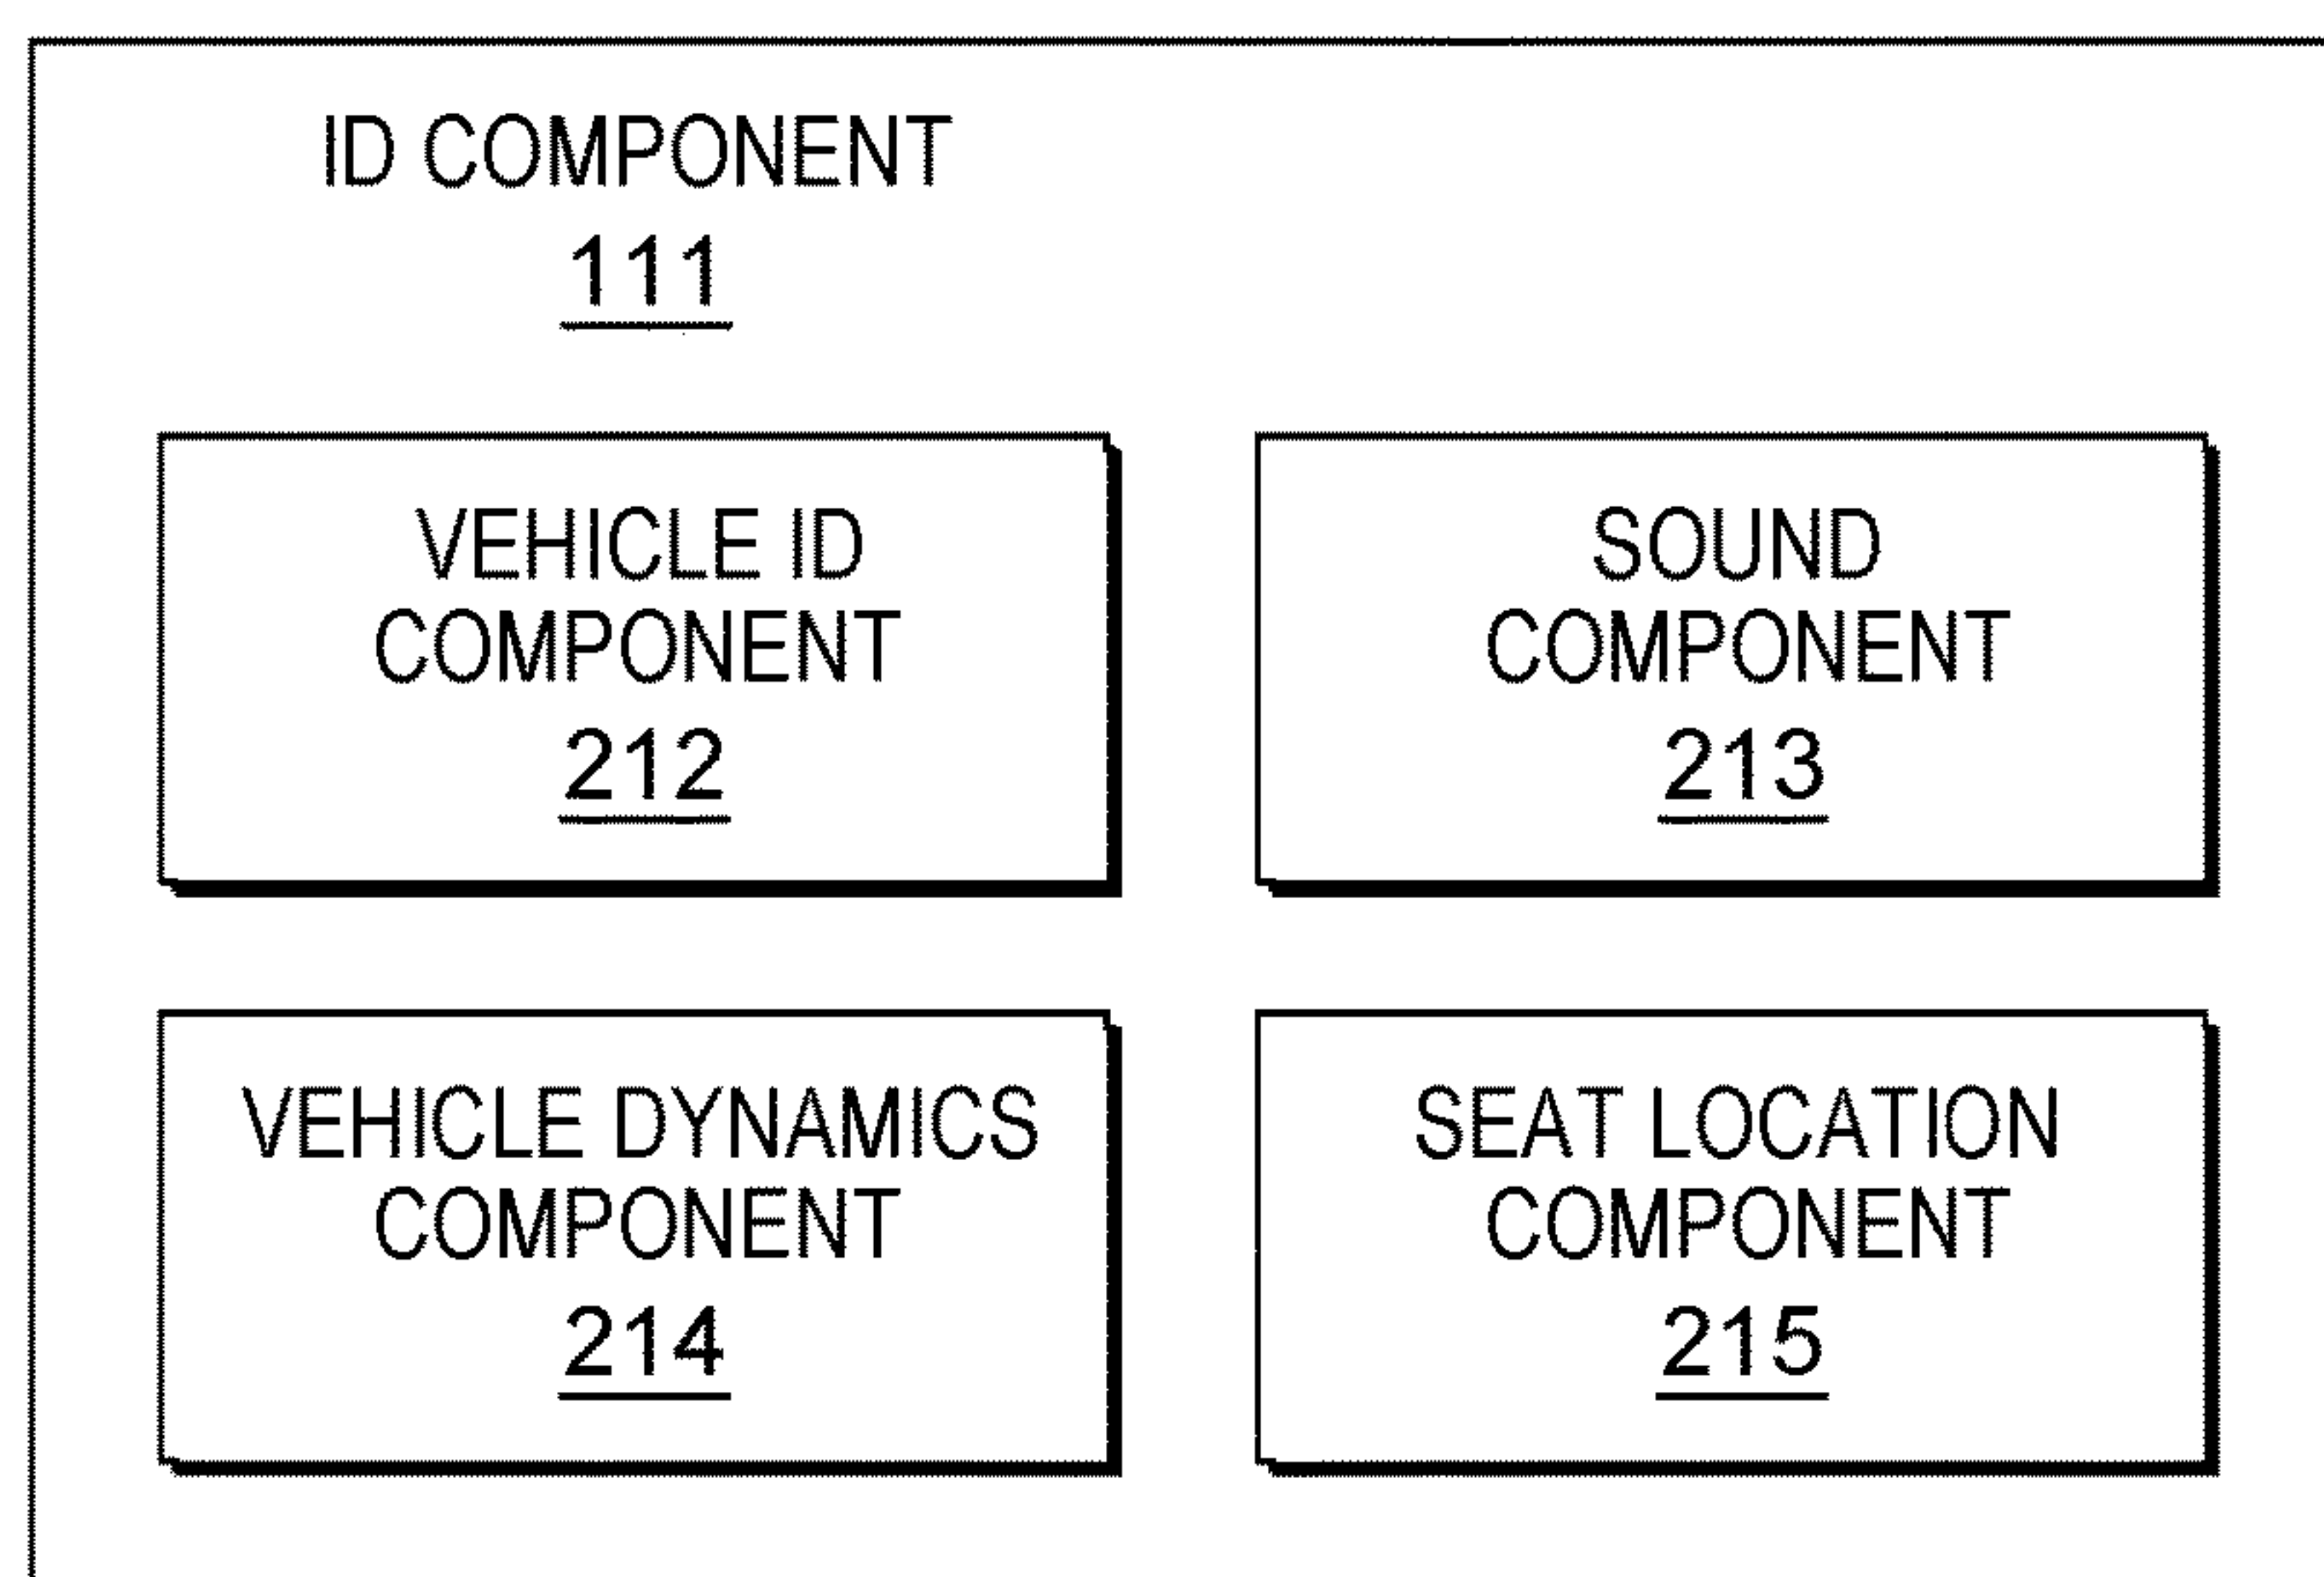 ID COMPONENT
111
VEHICLE ID
COMPONENT
212
SOUND
COMPONENT
213
VEHICLE DYNAMICS
COMPONENT
214
SEAT LOCATION
COMPONENT
215